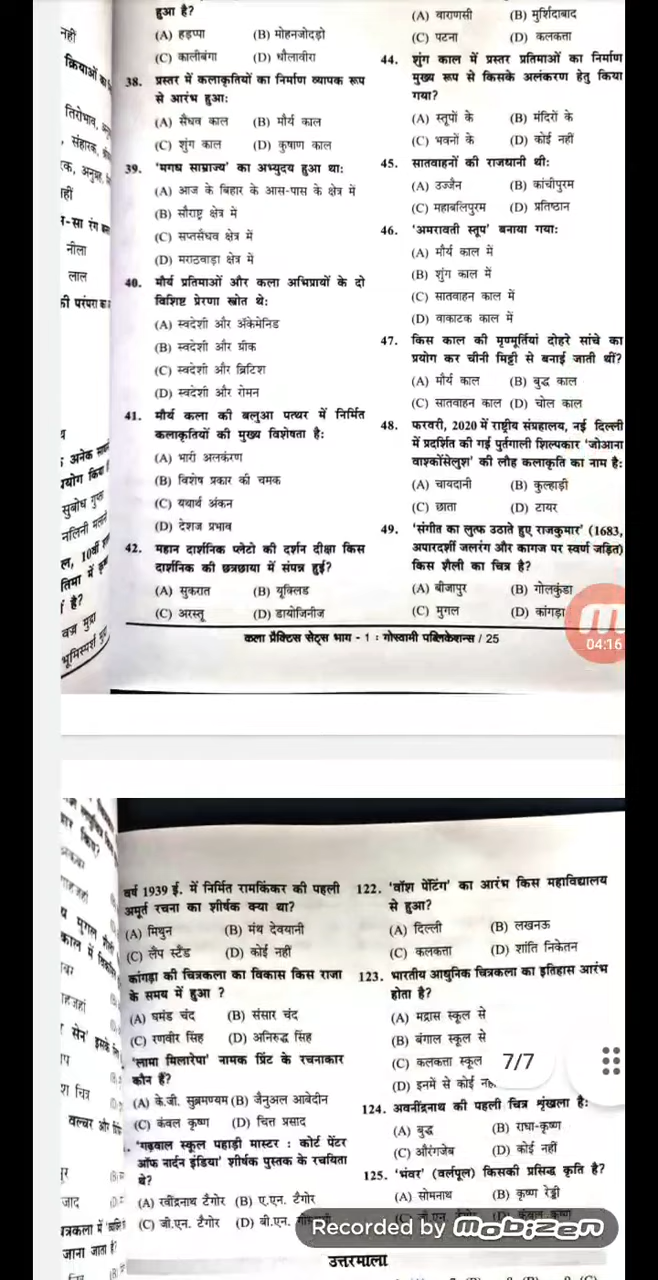 हुआ है?
(A) हड़प्पा (B) मोहनजोदड़ो
(C) कालीबंगा (D) धौलावीरा
38. प्रस्तर में कलाकृतियों का निर्माण व्यापक रूप
से आरंभ हुआः
(A) सैंधव काल (B) मौर्य काल
(C) शुंग काल (D) कुषाण काल
39. 'मगध साम्राज्य' का अभ्युदय हुआ थाः
(A) आज के बिहार के आस-पास के क्षेत्र में
(B) सौराष्ट्र क्षेत्र में
(C) सप्तसैंधव क्षेत्र में
(D) मराठवाड़ा क्षेत्र में
40. मौर्य प्रतिमाओं और कला अभिप्रायों के दो
विशिष्ट प्रेरणा स्रोत थेः
(A) स्वदेशी और अ‍ॅकेमेनिड
(B) स्वदेशी और ग्रीक
(C) स्वदेशी और ब्रिटिश
(D) स्वदेशी और रोमन
41. मौर्य कला की बलुआ पत्थर में निर्मित
कलाकृतियों की मुख्य विशेषता हैः
(A) भारी अलकंरण
(B) विशेष प्रकार की चमक
(C) यथार्थ अंकन
(D) देशज प्रभाव
42. महान दार्शनिक प्लेटो की दर्शन दीक्षा किस
दार्शनिक की छत्रछाया में संपन्न हुई?
(A) सुकरात (B) यूक्लिड
(C) अरस्तू (D) डायोजिनीज
(A) वाराणसी (B) मुर्शिदाबाद
(C) पटना (D) कलकत्ता
44. शुंग काल में प्रस्तर प्रतिमाओं का निर्माण
मुख्य रूप से किसके अलंकरण हेतु किया
गया?
(A) स्तूपों के (B) मंदिरों के
(C) भवनों के (D) कोई नहीं
45. सातवाहनों की राजधानी थीः
(A) उज्जैन (B) कांचीपुरम
(C) महाबलिपुरम (D) प्रतिष्ठान
46. 'अमरावती स्तूप' बनाया गयाः
(A) मौर्य काल में
(B) शुंग काल में
(C) सातवाहन काल में
(D) वाकाटक काल में
47. किस काल की मृण्मूर्तियां दोहरे सांचे का
प्रयोग कर चीनी मिट्टी से बनाई जाती थीं?
(A) मौर्य काल (B) बुद्ध काल
(C) सातवाहन काल (D) चोल काल
48. फरवरी, 2020 में राष्ट्रीय संग्रहालय, नई दिल्ली
में प्रदर्शित की गई पुर्तगाली शिल्पकार 'जोआना
वाश्कोंसेलुश' की लौह कलाकृति का नाम हैः
(A) चायदानी (B) कुल्हाड़ी
(C) छाता (D) टायर
49. 'संगीत का लुत्फ उठाते हुए राजकुमार' (1683,
अपारदर्शी जलरंग और कागज पर स्वर्ण जड़ित)
किस शैली का चित्र है?
(A) बीजापुर (B) गोलकुंडा
(C) मुगल (D) कांगड़ा
04:16
कला प्रैक्टिस सेट्स भाग - 1 : गोस्वामी पब्लिकेशन्स / 25
वर्ष 1939 ई. में निर्मित रामकिंकर की पहली
अमूर्त रचना का शीर्षक क्या था?
(A) मिथुन (B) मंथ देवयानी
(C) लैंप स्टैंड (D) कोई नहीं
कांगड़ा की चित्रकला का विकास किस राजा
के समय में हुआ ?
(A) घमंड चंद (B) संसार चंद
(C) रणवीर सिंह (D) अनिरुद्ध सिंह
'लामा मिलारेपा' नामक प्रिंट के रचनाकार
कौन हैं?
(A) के.जी. सुब्रमण्यम (B) जैनुअल आबेदीन
(C) कंवल कृष्ण (D) चित्त प्रसाद
'गढ़वाल स्कूल पहाड़ी मास्टर : कोर्ट पेंटर
ऑफ नार्दन इंडिया' शीर्षक पुस्तक के रचयिता
थे?
(A) रवींद्रनाथ टैगोर (B) ए.एन. टैगोर
(C) जी.एन. टैगोर (D) बी.एन.
122. 'वॉश पेंटिंग' का आरंभ किस महाविद्यालय
से हुआ?
(A) दिल्ली (B) लखनऊ
(C) कलकत्ता (D) शांति निकेतन
123. भारतीय आधुनिक चित्रकला का इतिहास आरंभ
होता है?
(A) मद्रास स्कूल से
(B) बंगाल स्कूल से
(C) कलकत्ता स्कूल
7/7
(D) इनमें से कोई
124. अवनींद्रनाथ की पहली चित्र श्रृंखला हैः
(A) बुद्ध (B) राधा-कृष्ण
(C) औरंगजेब (D) कोई नहीं
125. 'भंवर' (वर्लपूल) किसकी प्रसिद्ध कृति है?
(A) सोमनाथ (B) कृष्ण रेड्डी
Recorded by mobizen
उत्तरमाला